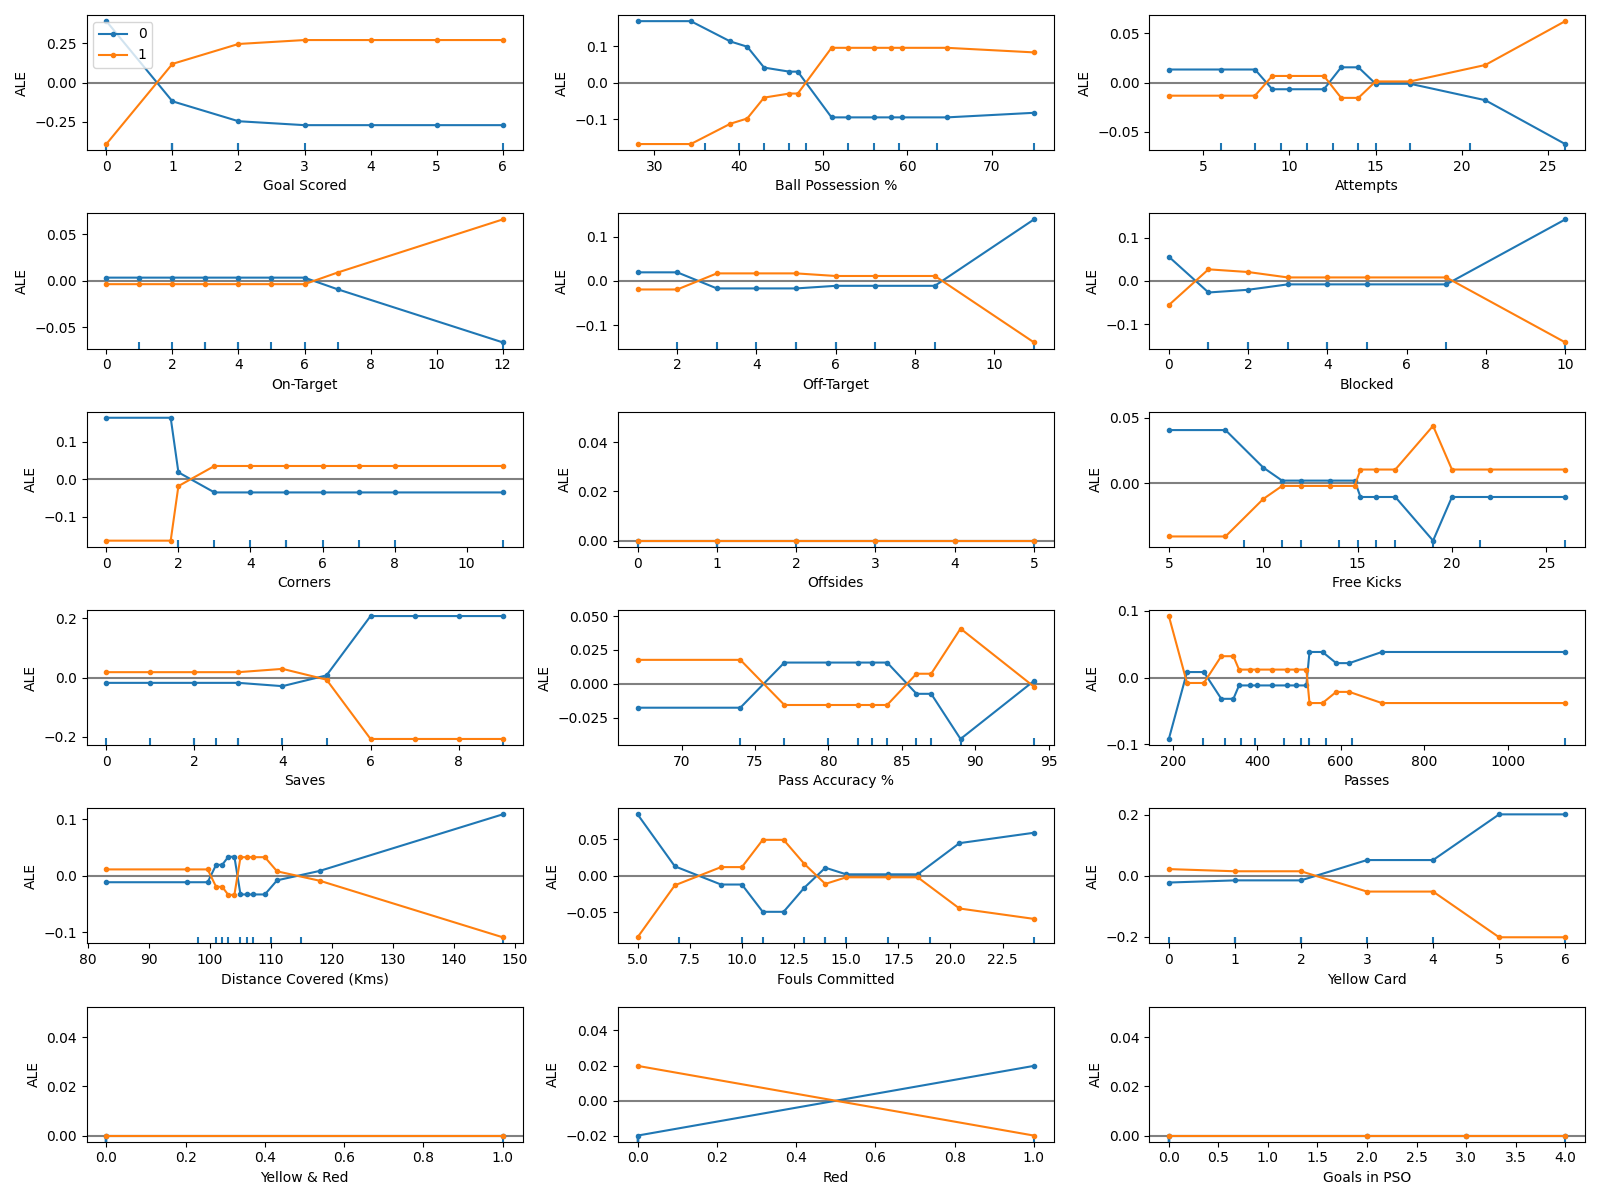 0.25
0.00
−0.25
ALE
0
1
0 1 2 3 4 5 6
Goal Scored
0.1
0.0
−0.1
ALE
30 40 50 60 70
Ball Possession %
0.05
0.00
−0.05
ALE
5 10 15 20 25
Attempts
0.05
0.00
−0.05
ALE
0 2 4 6 8 10 12
On-Target
0.1
0.0
−0.1
ALE
2 4 6 8 10
Off-Target
0.1
0.0
−0.1
ALE
0 2 4 6 8 10
Blocked
0.1
0.0
−0.1
ALE
0 2 4 6 8 10
Corners
0.04
0.02
0.00
ALE
0 1 2 3 4 5
Offsides
0.05
0.00
ALE
5 10 15 20 25
Free Kicks
0.2
0.0
−0.2
ALE
0 2 4 6 8
Saves
0.050
0.025
0.000
−0.025
ALE
70 75 80 85 90 95
Pass Accuracy %
0.1
0.0
−0.1
ALE
200 400 600 800 1000
Passes
0.1
0.0
−0.1
ALE
80 90 100 110 120 130 140 150
Distance Covered (Kms)
0.05
0.00
−0.05
ALE
5.0 7.5 10.0 12.5 15.0 17.5 20.0 22.5
Fouls Committed
0.2
0.0
−0.2
ALE
0 1 2 3 4 5 6
Yellow Card
0.04
0.02
0.00
ALE
0.0 0.2 0.4 0.6 0.8 1.0
Yellow & Red
0.04
0.02
0.00
−0.02
ALE
0.0 0.2 0.4 0.6 0.8 1.0
Red
0.04
0.02
0.00
ALE
0.0 0.5 1.0 1.5 2.0 2.5 3.0 3.5 4.0
Goals in PSO